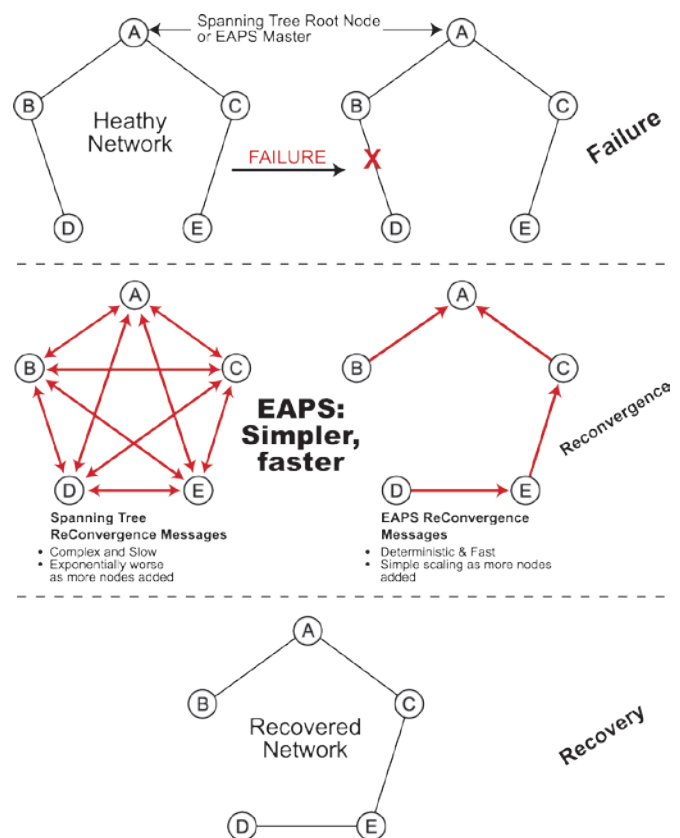 Spanning Tree Root Node
or EAPS Master
A
A
B
C
B
C
Heathy
Network
FAILURE
X
Failure
D
E
D
E
A
A
B
C
B
C
EAPS:
Simpler,
faster
Reconvergence
D
E
D
E
Spanning Tree
ReConvergence Messages
• Complex and Slow
• Exponentially worse
as more nodes added
EAPS ReConvergence
Messages
• Deterministic & Fast
• Simple scaling as more nodes
added
A
B
C
Recovered
Network
Recovery
D
E